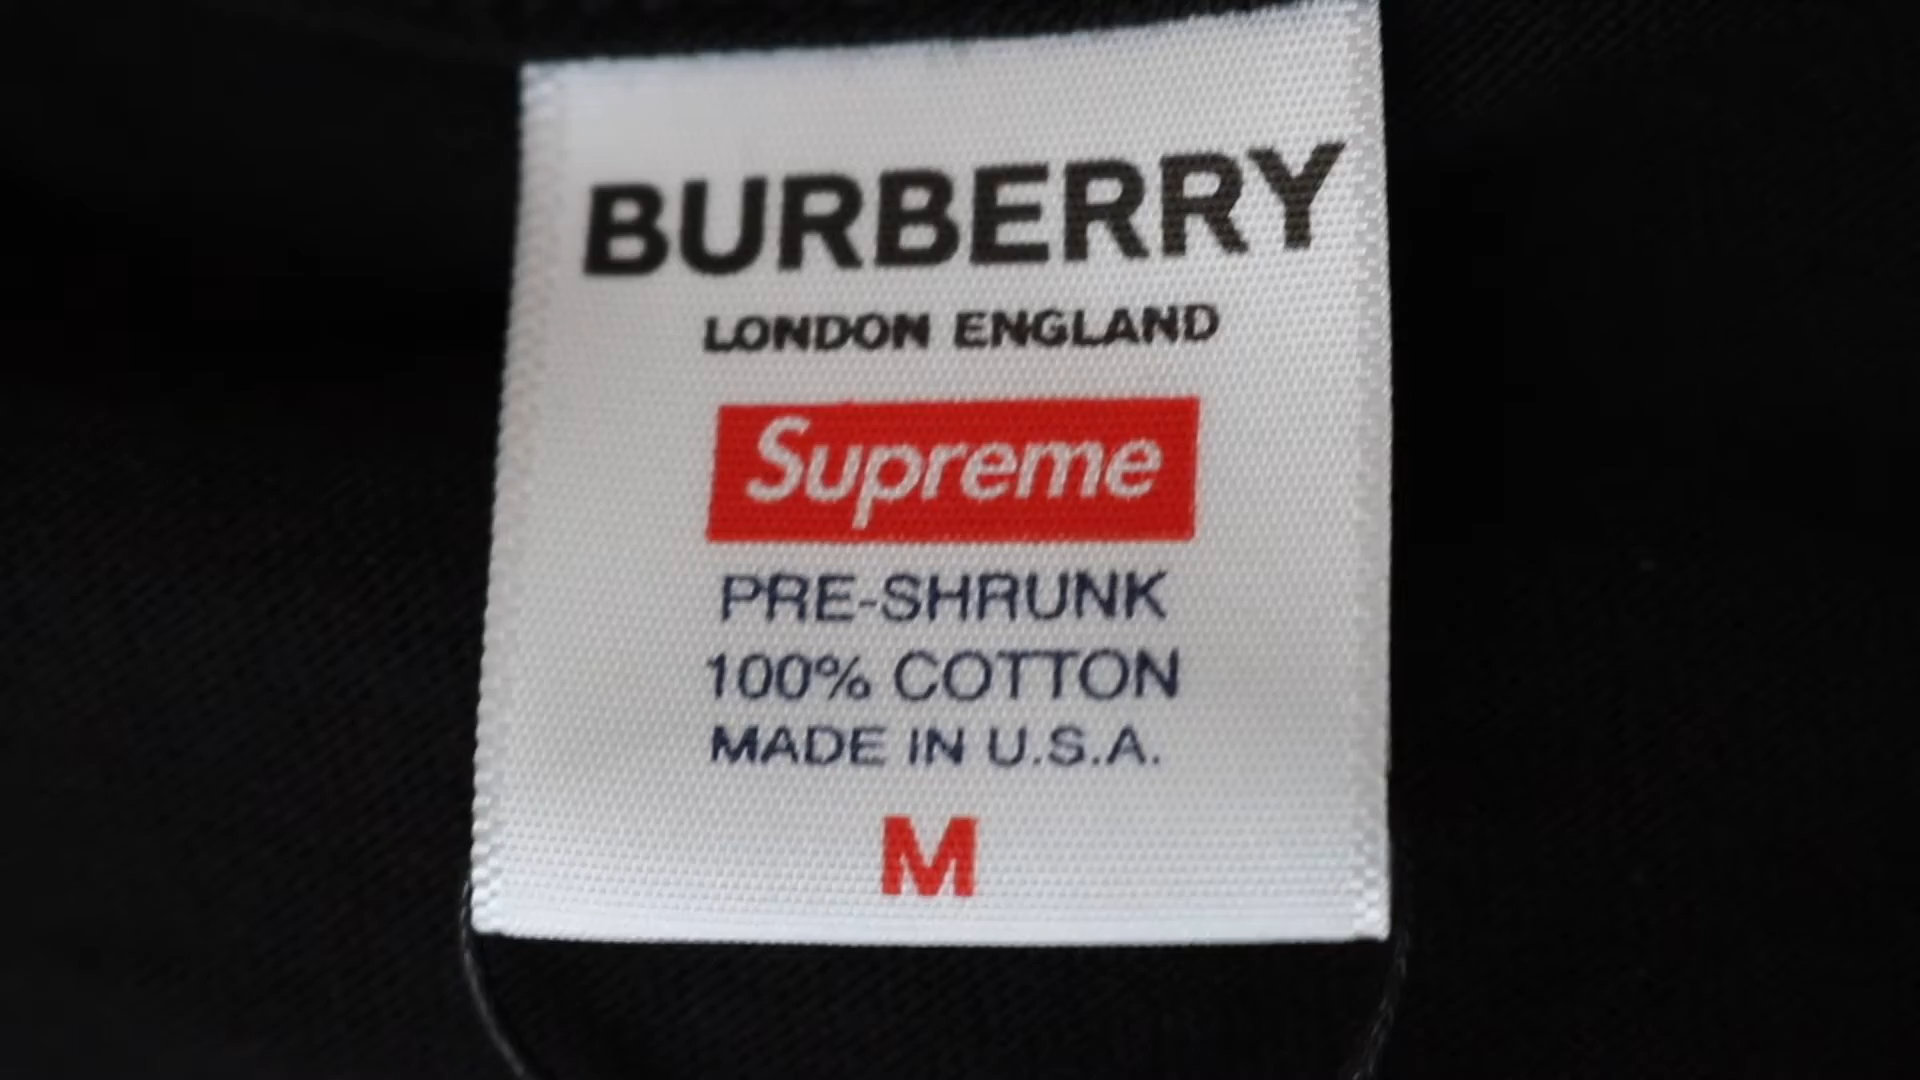 BURBERRY
LONDON ENGLAND
Supreme
PRE-SHRUNK
100% COTTON
MADE IN U.S.A.
M